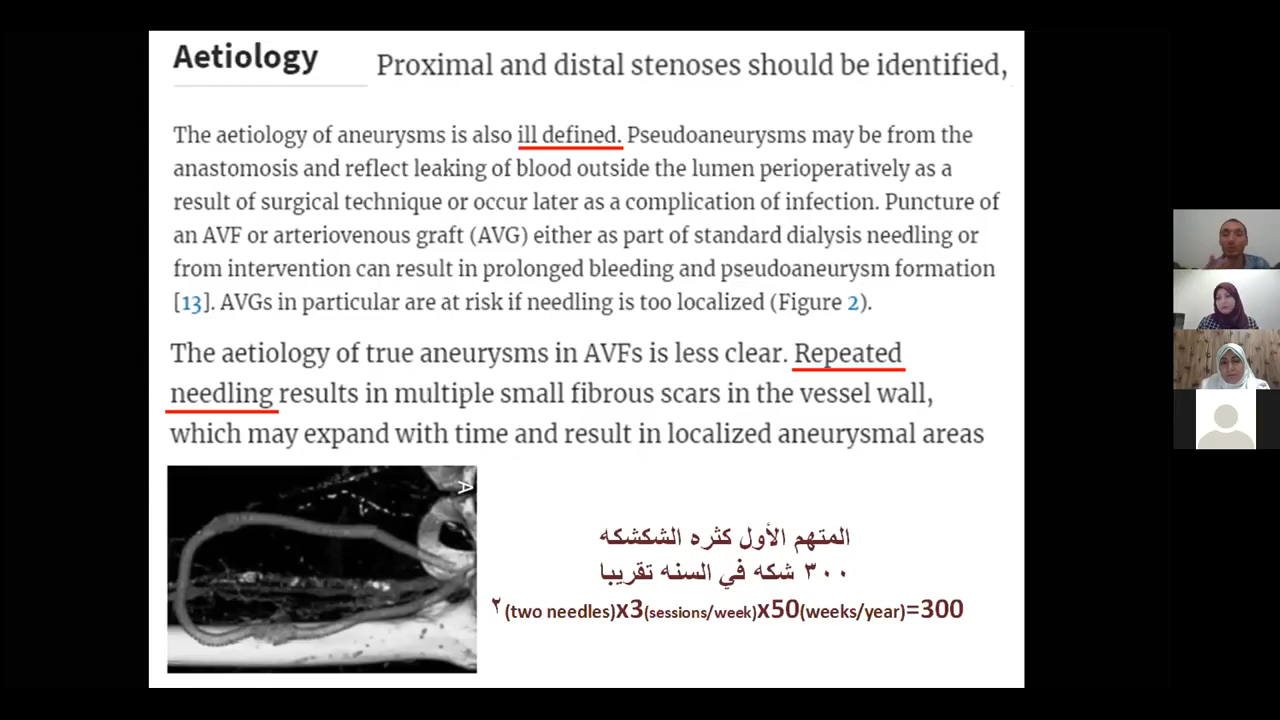 Aetiology
Proximal and distal stenoses should be identified,
The aetiology of aneurysms is also ill defined. Pseudoaneurysms may be from the
anastomosis and reflect leaking of blood outside the lumen perioperatively as a
result of surgical technique or occur later as a complication of infection. Puncture of
an AVF or arteriovenous graft (AVG) either as part of standard dialysis needling or
from intervention can result in prolonged bleeding and pseudoaneurysm formation
[13]. AVGs in particular are at risk if needling is too localized (Figure 2).
The aetiology of true aneurysms in AVFs is less clear. Repeated
needling results in multiple small fibrous scars in the vessel wall,
which may expand with time and result in localized aneurysmal areas
A
المتهم الأول كثره الشكشكه
٣٠٠ شكه في السنه تقريبا
٢(two needles)x3(sessions/week)x50(weeks/year)=300